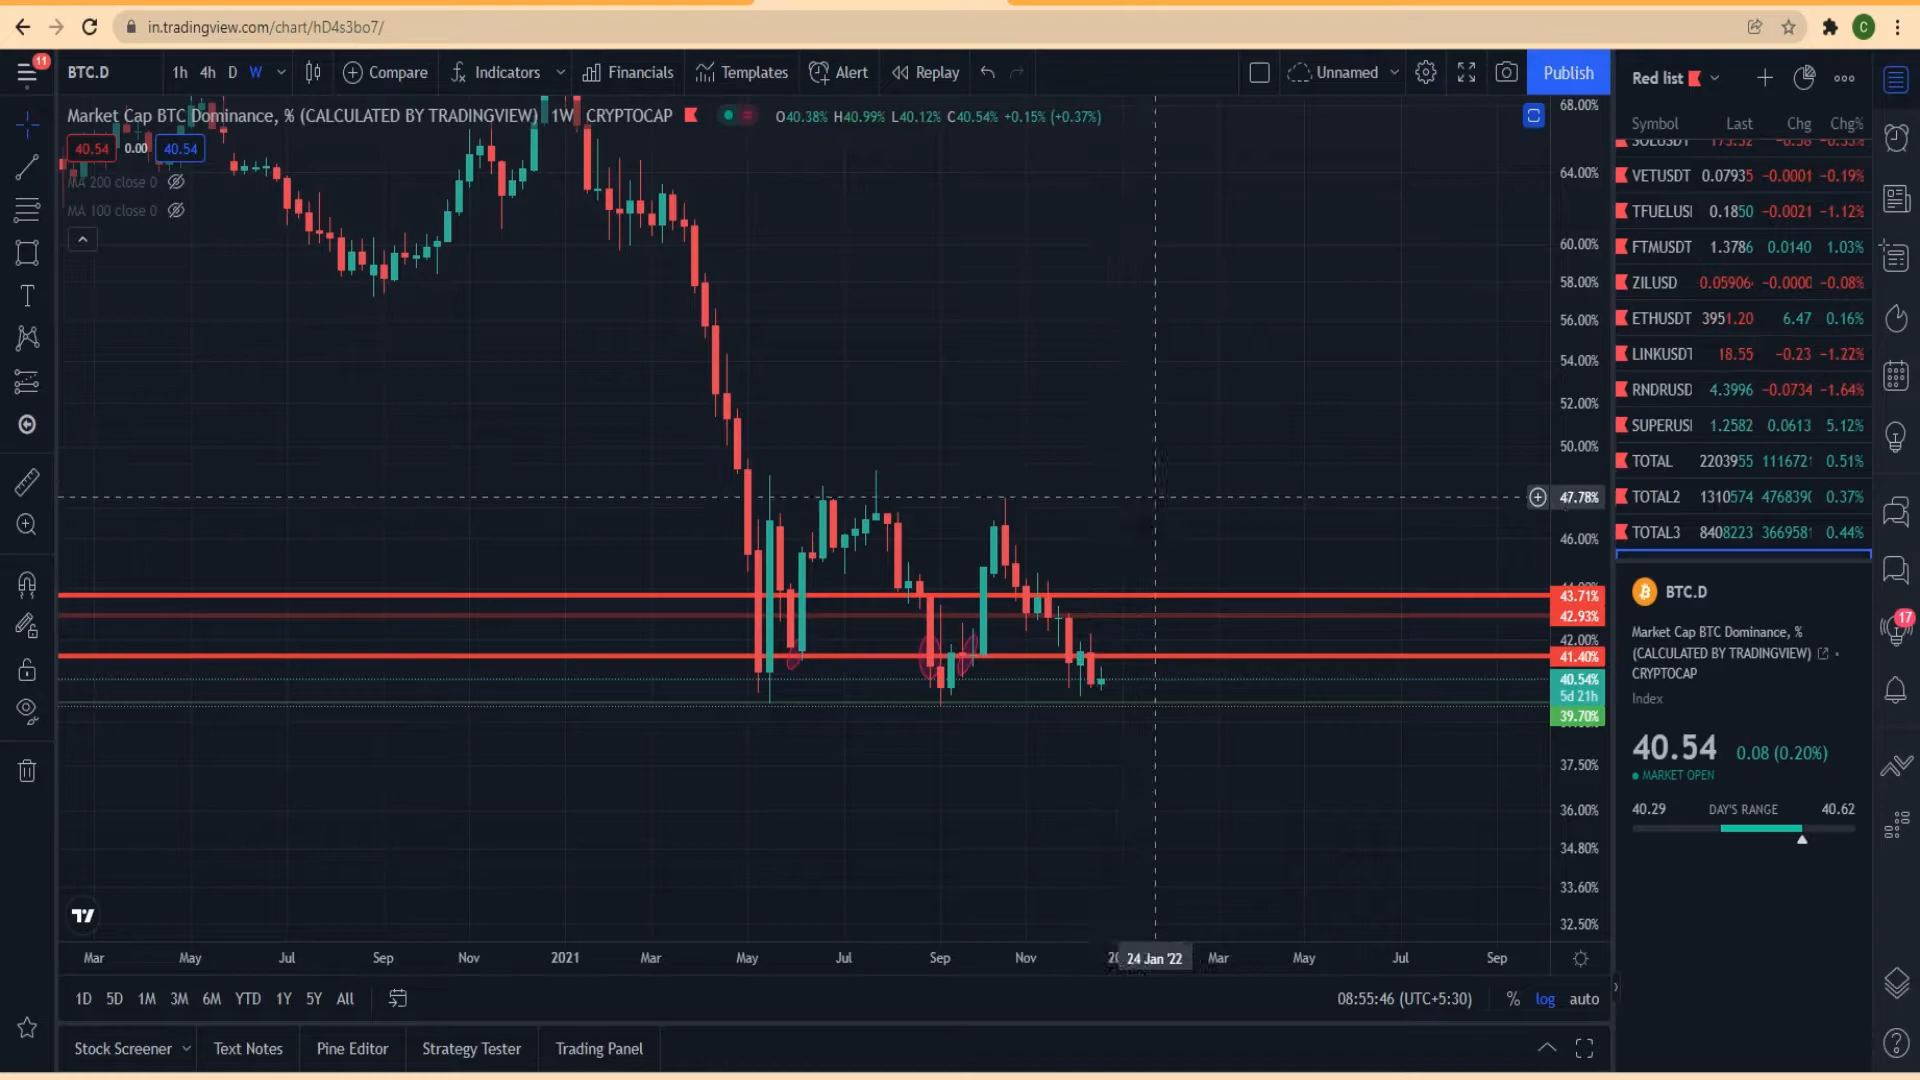 in.tradingview.com/chart/hD4s3bo7/
C
11
BTC.D
1h 4h D W
Compare
Indicators
Financials
Templates
Alert
Replay
Unnamed
Publish
Market Cap BTC Dominance, % (CALCULATED BY TRADINGVIEW) 1W CRYPTOCAP
O40.38% H40.99% L40.12% C40.54% +0.15% (+0.37%)
40.54 0.00 40.54
MA 200 close 0
MA 100 close 0
68.00%
64.00%
60.00%
58.00%
56.00%
54.00%
52.00%
50.00%
47.78%
46.00%
43.71%
42.93%
42.00%
41.40%
40.54%
5d 21h
39.70%
37.50%
36.00%
34.80%
33.60%
32.50%
Mar May Jul Sep Nov 2021 Mar May Jul Sep Nov 24 Jan '22 Mar May Jul Sep
1D 5D 1M 3M 6M YTD 1Y 5Y All
08:55:46 (UTC+5:30) % log auto
Stock Screener Text Notes Pine Editor Strategy Tester Trading Panel
Red list
Symbol Last Chg Chg%
VETUSDT 0.07935 −0.0001 −0.19%
TFUELUS 0.1850 −0.0021 −1.12%
FTMUSDT 1.3786 0.0140 1.03%
ZILUSD 0.05906 −0.0000 −0.08%
ETHUSDT 3951.20 6.47 0.16%
LINKUSDT 18.55 −0.23 −1.22%
RNDRUSD 4.3996 −0.0734 −1.64%
SUPERUS 1.2582 0.0613 5.12%
TOTAL 2203955 1116721 0.51%
TOTAL2 1310574 4768390 0.37%
TOTAL3 8408223 3669581 0.44%
BTC.D
Market Cap BTC Dominance, %
(CALCULATED BY TRADINGVIEW)
CRYPTOCAP
Index
40.54 0.08 (0.20%)
MARKET OPEN
40.29 DAY'S RANGE 40.62
17